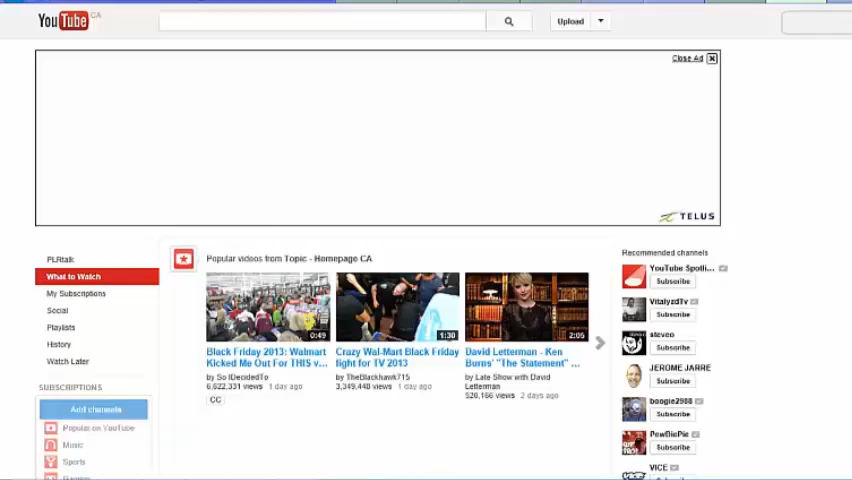 YouTube CA
Upload
Close Ad X
TELUS
PLRtalk
What to Watch
My Subscriptions
Social
Playlists
History
Watch Later
SUBSCRIPTIONS
Add channels
Popular on YouTube
Music
Sports
Popular videos from Topic - Homepage CA
0:49
Black Friday 2013: Walmart
Kicked Me Out For THIS v...
by So IDecidedTo
6,622,331 views 1 day ago
CC
1:30
Crazy Wal-Mart Black Friday
fight for TV 2013
by TheBlackhawk715
3,349,448 views 1 day ago
2:05
David Letterman - Ken
Burns' "The Statement" ...
by Late Show with David
Letterman
528,166 views 2 days ago
Recommended channels
YouTube Spotli...
Subscribe
VitalyzdTv
Subscribe
steveo
Subscribe
JEROME JARRE
Subscribe
boogie2988
Subscribe
PewDiePie
Subscribe
VICE